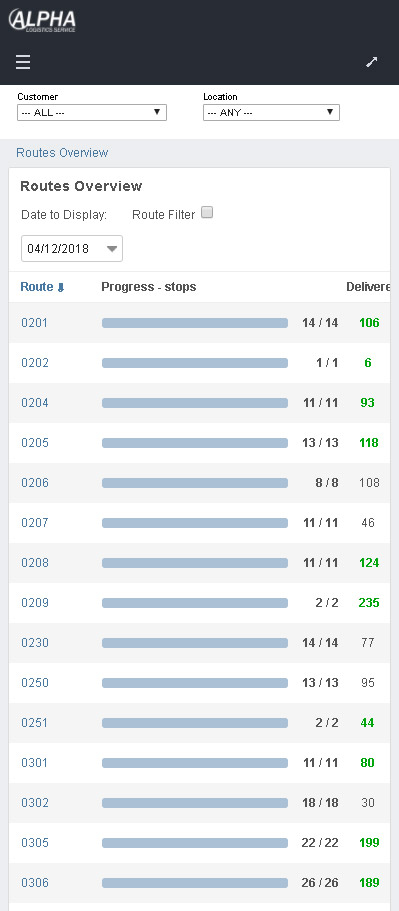 ALPHA
LOGISTICS SERVICE
Customer Location
--- ALL --- --- ANY ---
Routes Overview
Routes Overview
Date to Display: Route Filter
04/12/2018
Route Progress - stops Delivere
0201 14 / 14 106
0202 1 / 1 6
0204 11 / 11 93
0205 13 / 13 118
0206 8 / 8 108
0207 11 / 11 46
0208 11 / 11 124
0209 2 / 2 235
0230 14 / 14 77
0250 13 / 13 95
0251 2 / 2 44
0301 11 / 11 80
0302 18 / 18 30
0305 22 / 22 199
0306 26 / 26 189